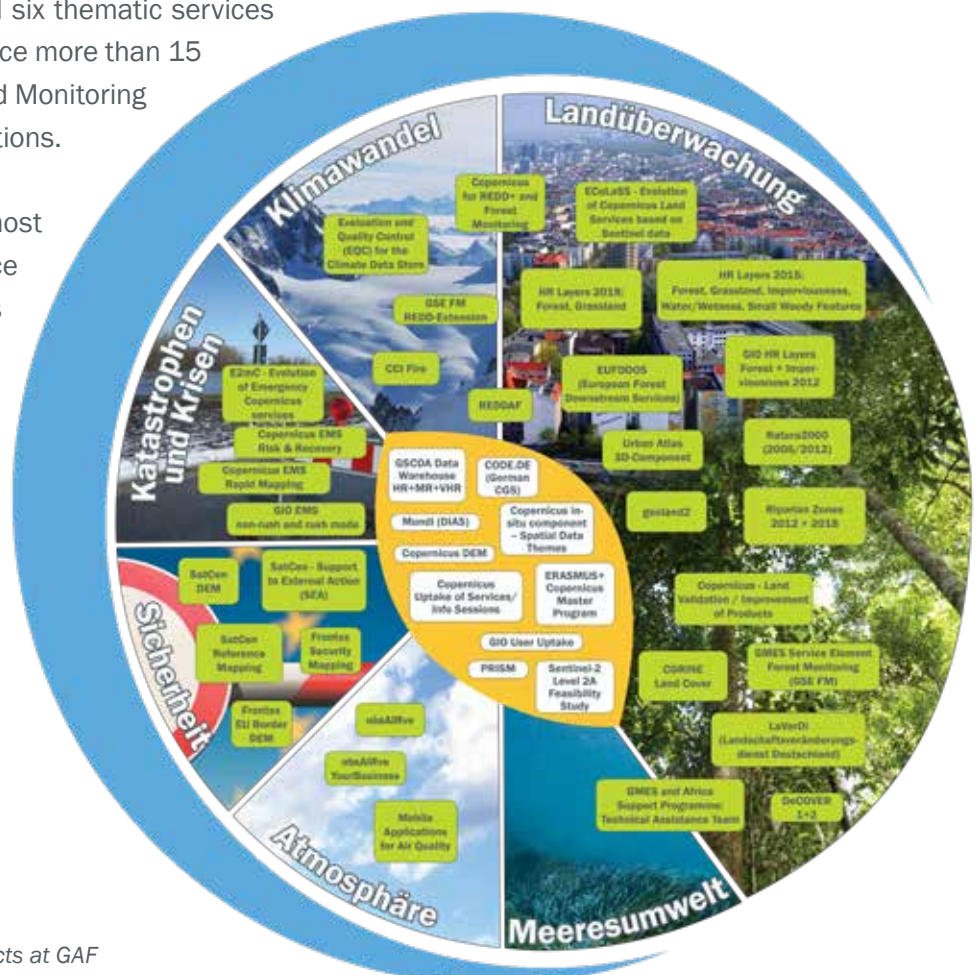 six thematic services
ce more than 15
d Monitoring
tions.
ost
ce
s
Klimawandel
Copernicus
for REDD+ and
Forest
Monitoring
Evaluation and
Quality Control
(EQC) for the
Climate Data Store
GSE FM
REDD-Extension
CCI Fire
REDDAF
Landüberwachung
ECoLaSS - Evolution
of Copernicus Land
Services based on
Sentinel data
HR Layers 2018:
Forest, Grassland
HR Layers 2015:
Forest, Grassland, Imperviousness,
Water/Wetness, Small Woody Features
EUFODOS
(European Forest
Downstream Services)
GIO HR Layers
Forest + Imper-
viousness 2012
Urban Atlas
3D-Component
Natura2000
(2006/2012)
geoland2
Riparian Zones
2012 + 2018
Copernicus - Land
Validation / Improvement
of Products
CORINE
Land Cover
GMES Service Element
Forest Monitoring
(GSE FM)
LaVerDi
(Landschaftsveränderungs-
dienst Deutschland)
GMES and Africa
Support Programme:
Technical Assistance Team
DeCOVER
1+2
Katastrophen
und Krisen
E2mC - Evolution
of Emergency
Copernicus
services
Copernicus EMS
Risk & Recovery
Copernicus EMS
Rapid Mapping
GIO EMS
non-rush and rush mode
GSCDA Data
Warehouse
HR+MR+VHR
CODE.DE
(German
CGS)
Mundi (DIAS)
Copernicus in-
situ component
– Spatial Data
Themes
Copernicus DEM
Copernicus
Uptake of Services/
Info Sessions
ERASMUS+
Copernicus
Master
Program
GIO User Uptake
PRISM
Sentinel-2
Level 2A
Feasibility
Study
Sicherheit
SatCen
DEM
SatCen - Support
to External Action
(SEA)
SatCen
Reference
Mapping
Frontex
Security
Mapping
Frontex
EU Border
DEM
Atmosphäre
obsAIRve
obsAIRve
YourBusiness
Mobile
Applications
for Air Quality
Meeresumwelt
cts at GAF